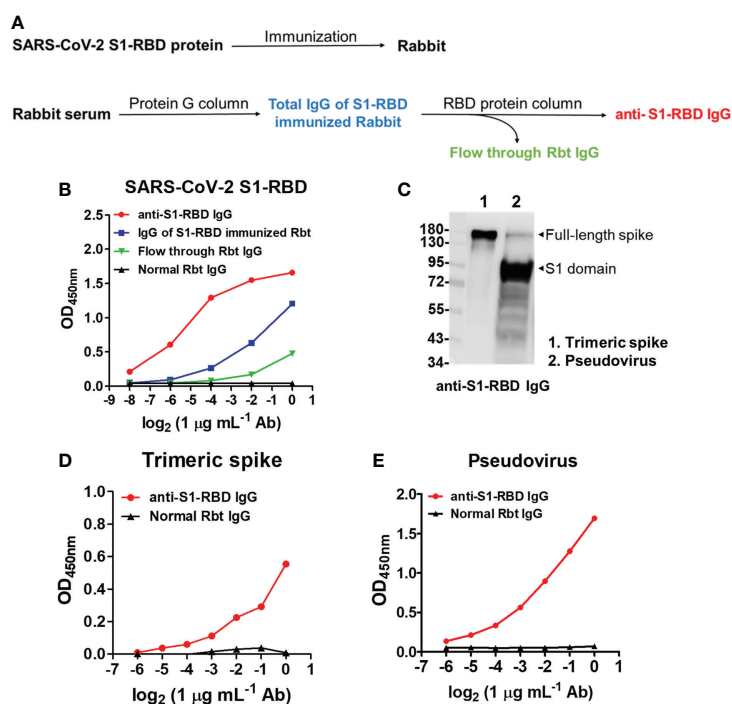 A
SARS-CoV-2 S1-RBD protein
Immunization
Rabbit
Rabbit serum
Protein G column
Total IgG of S1-RBD
immunized Rabbit
RBD protein column
anti- S1-RBD IgG
Flow through Rbt IgG
B
SARS-CoV-2 S1-RBD
anti-S1-RBD IgG
IgG of S1-RBD immunized Rbt
Flow through Rbt IgG
Normal Rbt IgG
OD450nm
2.5
2.0
1.5
1.0
0.5
0.0
-9 -8 -7 -6 -5 -4 -3 -2 -1 0 1
log2 (1 µg mL-1 Ab)
C
1 2
180-
130-
95-
72-
55-
43-
34-
Full-length spike
S1 domain
1. Trimeric spike
2. Pseudovirus
anti-S1-RBD IgG
D
Trimeric spike
anti-S1-RBD IgG
Normal Rbt IgG
OD450nm
1.0
0.8
0.6
0.4
0.2
0.0
-7 -6 -5 -4 -3 -2 -1 0 1
log2 (1 µg mL-1 Ab)
E
Pseudovirus
anti-S1-RBD IgG
Normal Rbt IgG
OD450nm
2.0
1.5
1.0
0.5
0.0
-7 -6 -5 -4 -3 -2 -1 0 1
log2 (1 µg mL-1 Ab)